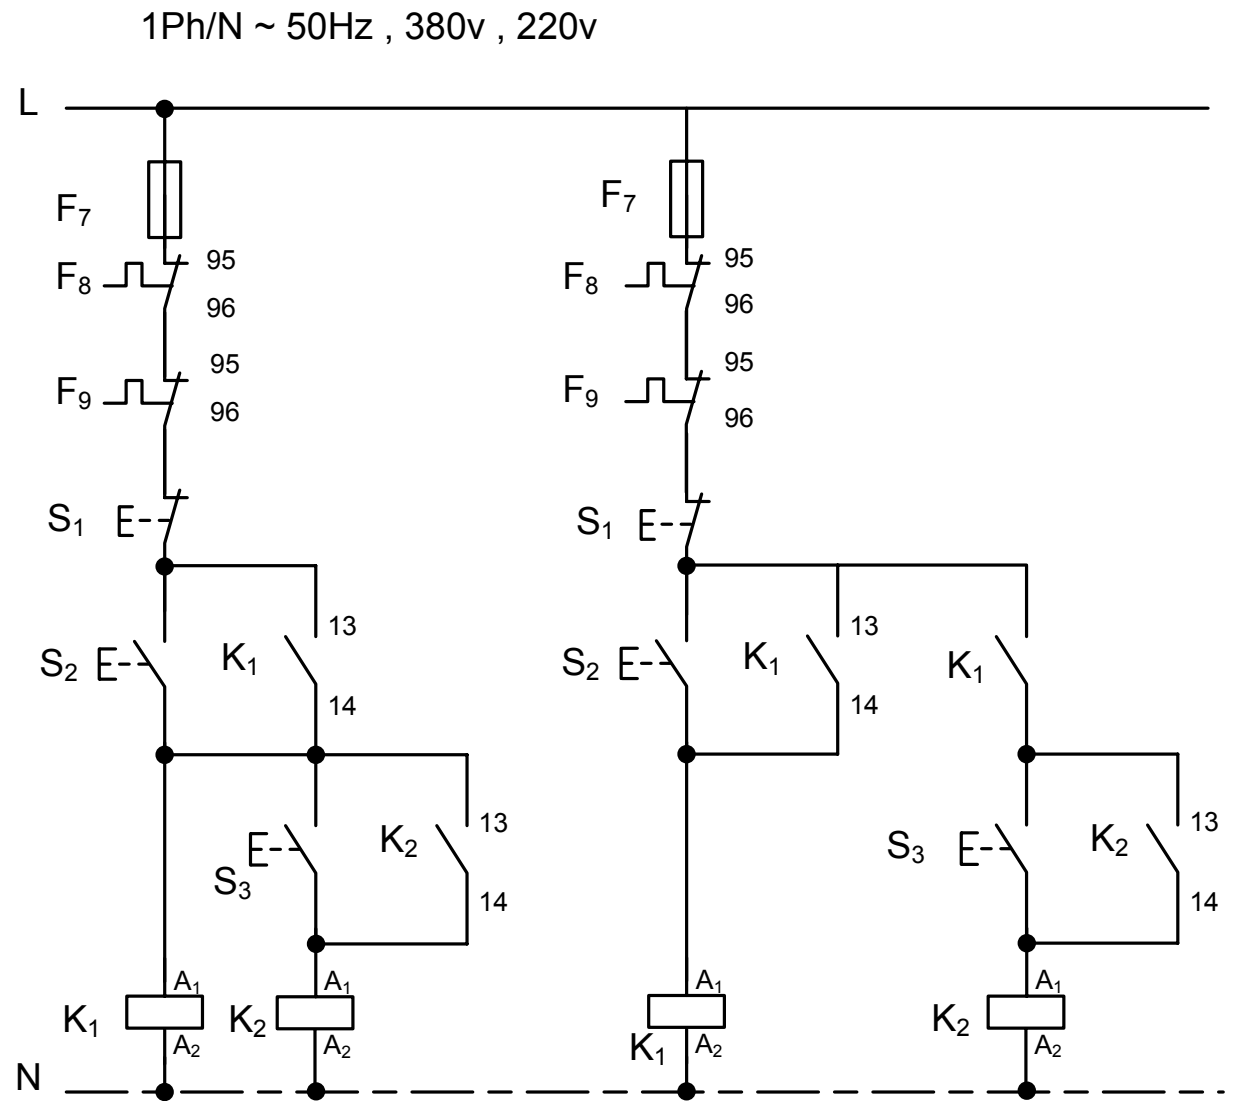 1Ph/N ~ 50Hz , 380v , 220v
L
F7 F7
95 95
F8 F8
96 96
95 95
F9 F9
96 96
S1 S1
13 13
S2 K1 S2 K1 K1
14 14
13 13
K2 S3 K2
S3
14 14
A1 A1 A1 A1
K1 K2 K2
A2 A2 K1 A2 A2
N